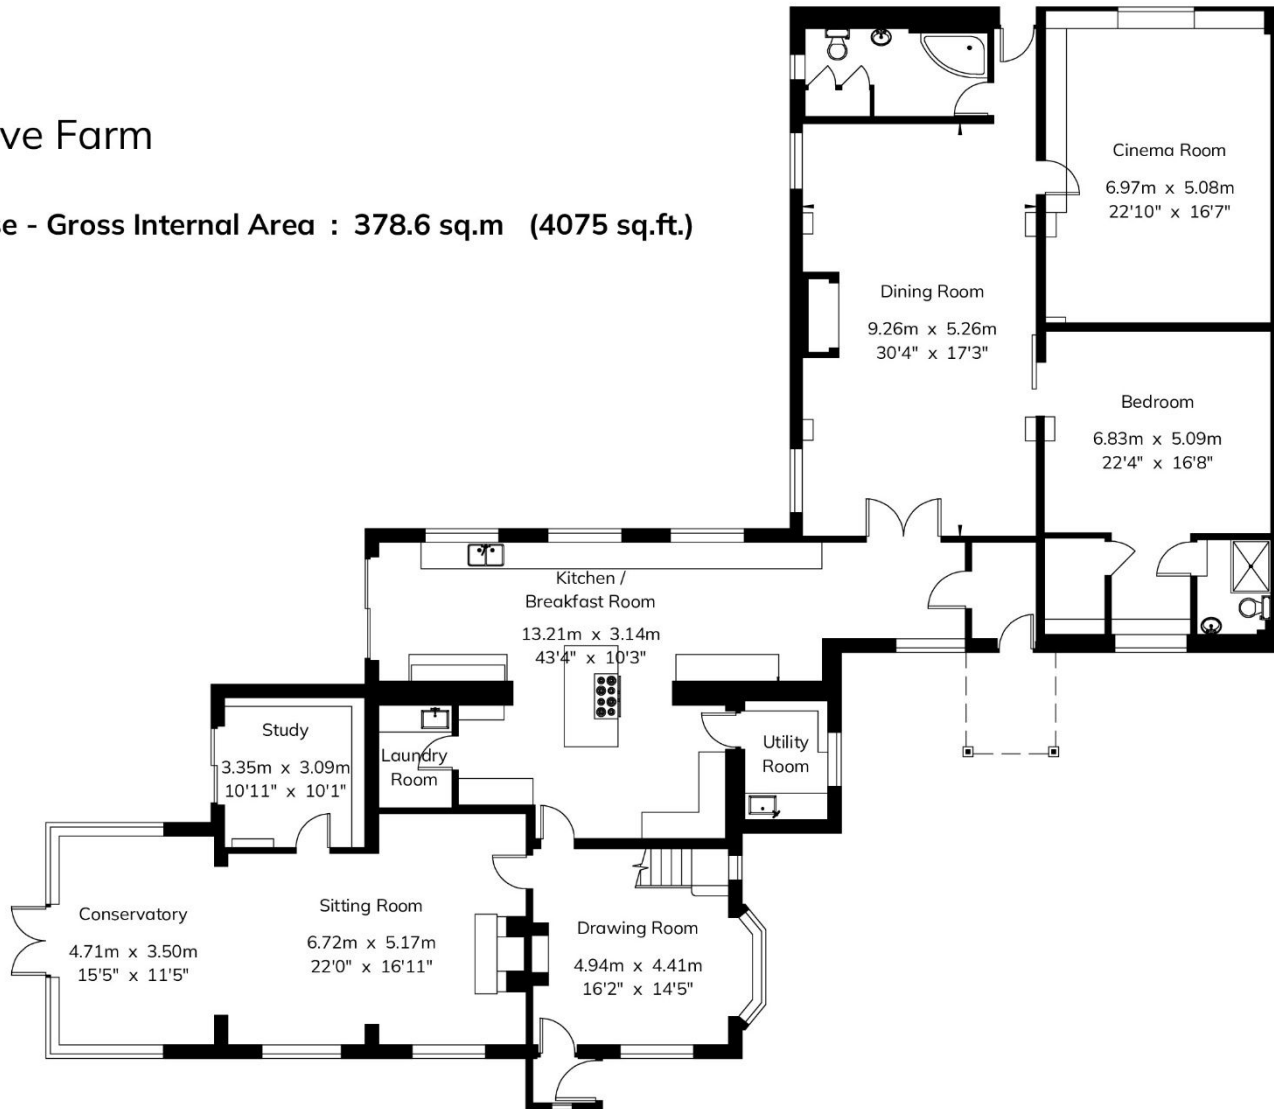 ve Farm
se - Gross Internal Area : 378.6 sq.m (4075 sq.ft.)
Cinema Room
6.97m x 5.08m
22'10" x 16'7"
Dining Room
9.26m x 5.26m
30'4" x 17'3"
Bedroom
6.83m x 5.09m
22'4" x 16'8"
Kitchen /
Breakfast Room
13.21m x 3.14m
43'4" x 10'3"
Study
3.35m x 3.09m
10'11" x 10'1"
Laundry
Room
Utility
Room
Conservatory
4.71m x 3.50m
15'5" x 11'5"
Sitting Room
6.72m x 5.17m
22'0" x 16'11"
Drawing Room
4.94m x 4.41m
16'2" x 14'5"